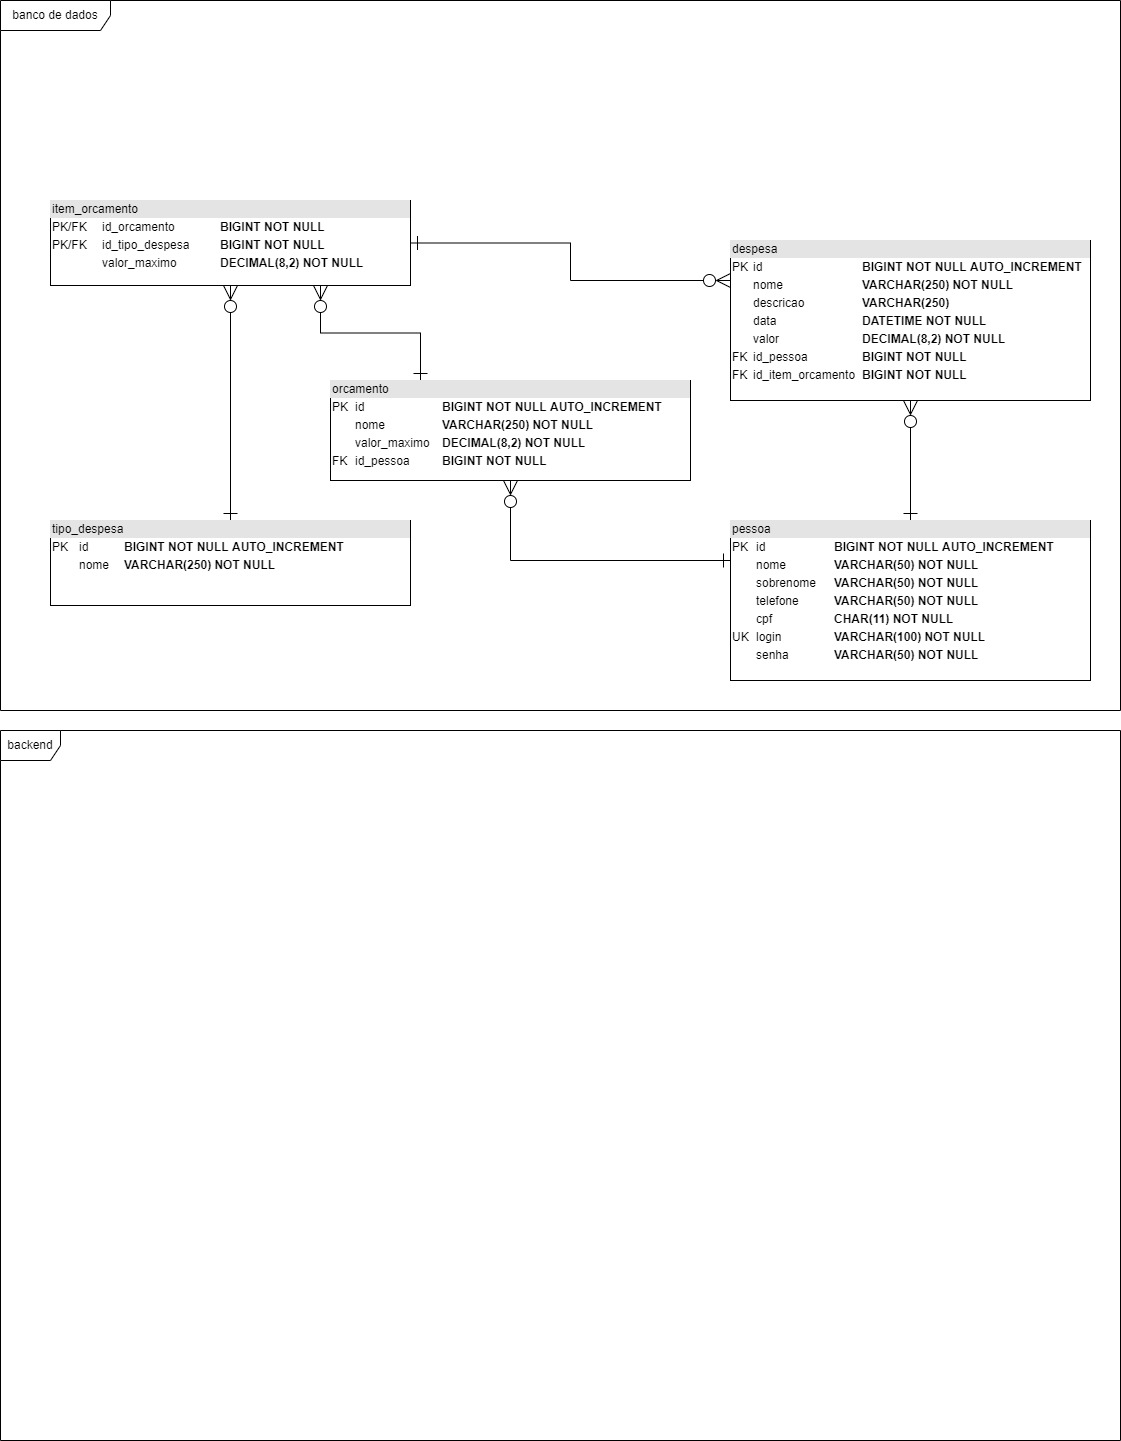 banco de dados
item_orcamento
PK/FK id_orcamento BIGINT NOT NULL
PK/FK id_tipo_despesa BIGINT NOT NULL
valor_maximo DECIMAL(8,2) NOT NULL
despesa
PK id BIGINT NOT NULL AUTO_INCREMENT
nome VARCHAR(250) NOT NULL
descricao VARCHAR(250)
data DATETIME NOT NULL
valor DECIMAL(8,2) NOT NULL
FK id_pessoa BIGINT NOT NULL
FK id_item_orcamento BIGINT NOT NULL
orcamento
PK id BIGINT NOT NULL AUTO_INCREMENT
nome VARCHAR(250) NOT NULL
valor_maximo DECIMAL(8,2) NOT NULL
FK id_pessoa BIGINT NOT NULL
tipo_despesa
PK id BIGINT NOT NULL AUTO_INCREMENT
nome VARCHAR(250) NOT NULL
pessoa
PK id BIGINT NOT NULL AUTO_INCREMENT
nome VARCHAR(50) NOT NULL
sobrenome VARCHAR(50) NOT NULL
telefone VARCHAR(50) NOT NULL
cpf CHAR(11) NOT NULL
UK login VARCHAR(100) NOT NULL
senha VARCHAR(50) NOT NULL
backend